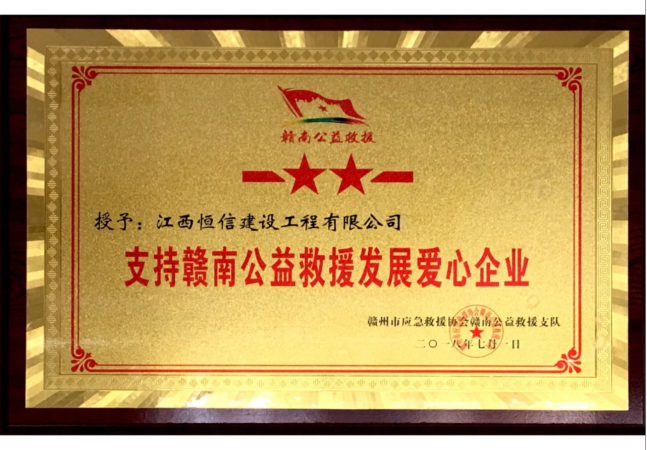 赣南公益救援
授予：江西恒信建设工程有限公司
支持赣南公益救援发展爱心企业
赣州市应急救援协会赣南公益救援支队
二〇一八年七月一日